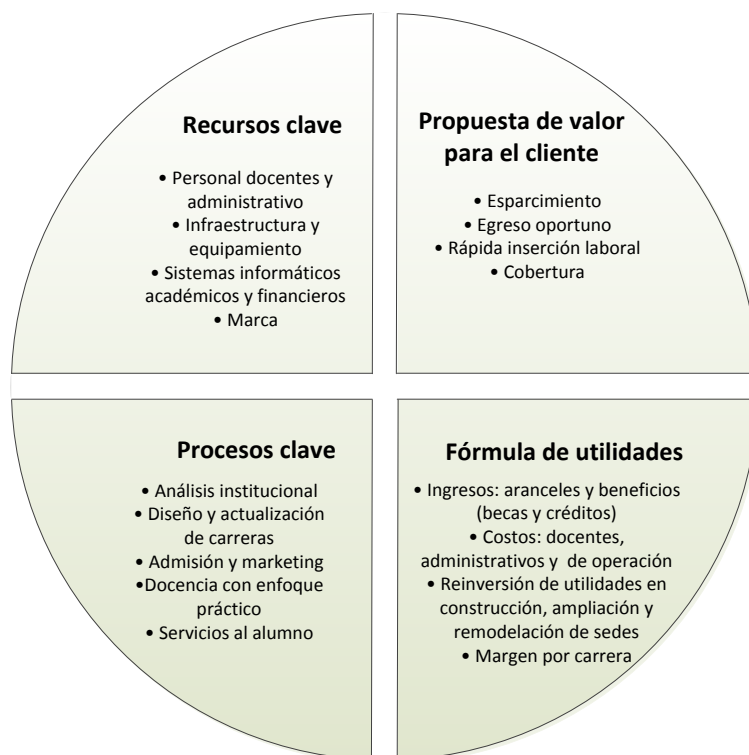 Recursos clave
• Personal docentes y
administrativo
• Infraestructura y
equipamiento
• Sistemas informáticos
académicos y financieros
• Marca
Propuesta de valor
para el cliente
• Esparcimiento
• Egreso oportuno
• Rápida inserción laboral
• Cobertura
Procesos clave
• Análisis institucional
• Diseño y actualización
de carreras
• Admisión y marketing
•Docencia con enfoque
práctico
• Servicios al alumno
Fórmula de utilidades
• Ingresos: aranceles y beneficios
(becas y créditos)
• Costos: docentes,
administrativos y  de operación
• Reinversión de utilidades en
construcción, ampliación y
remodelación de sedes
• Margen por carrera